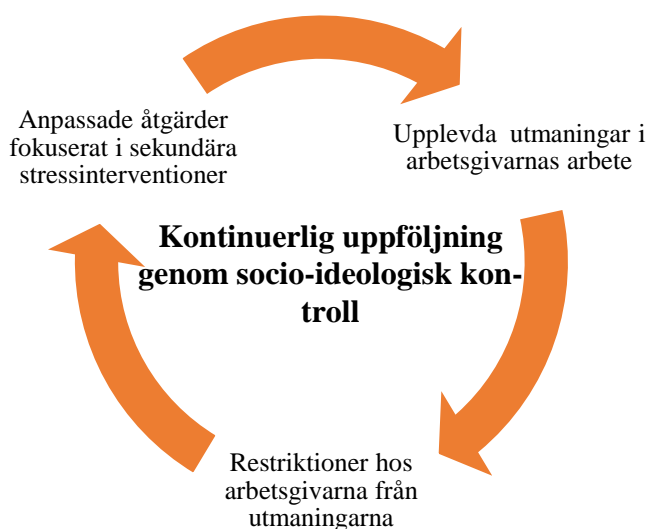 Anpassade åtgärder
fokuserat i sekundära
stressinterventioner
Upplevda  utmaningar i
arbetsgivarnas arbete
Kontinuerlig uppföljning
genom socio-ideologisk kon-
troll
Restriktioner hos
arbetsgivarna från
utmaningarna